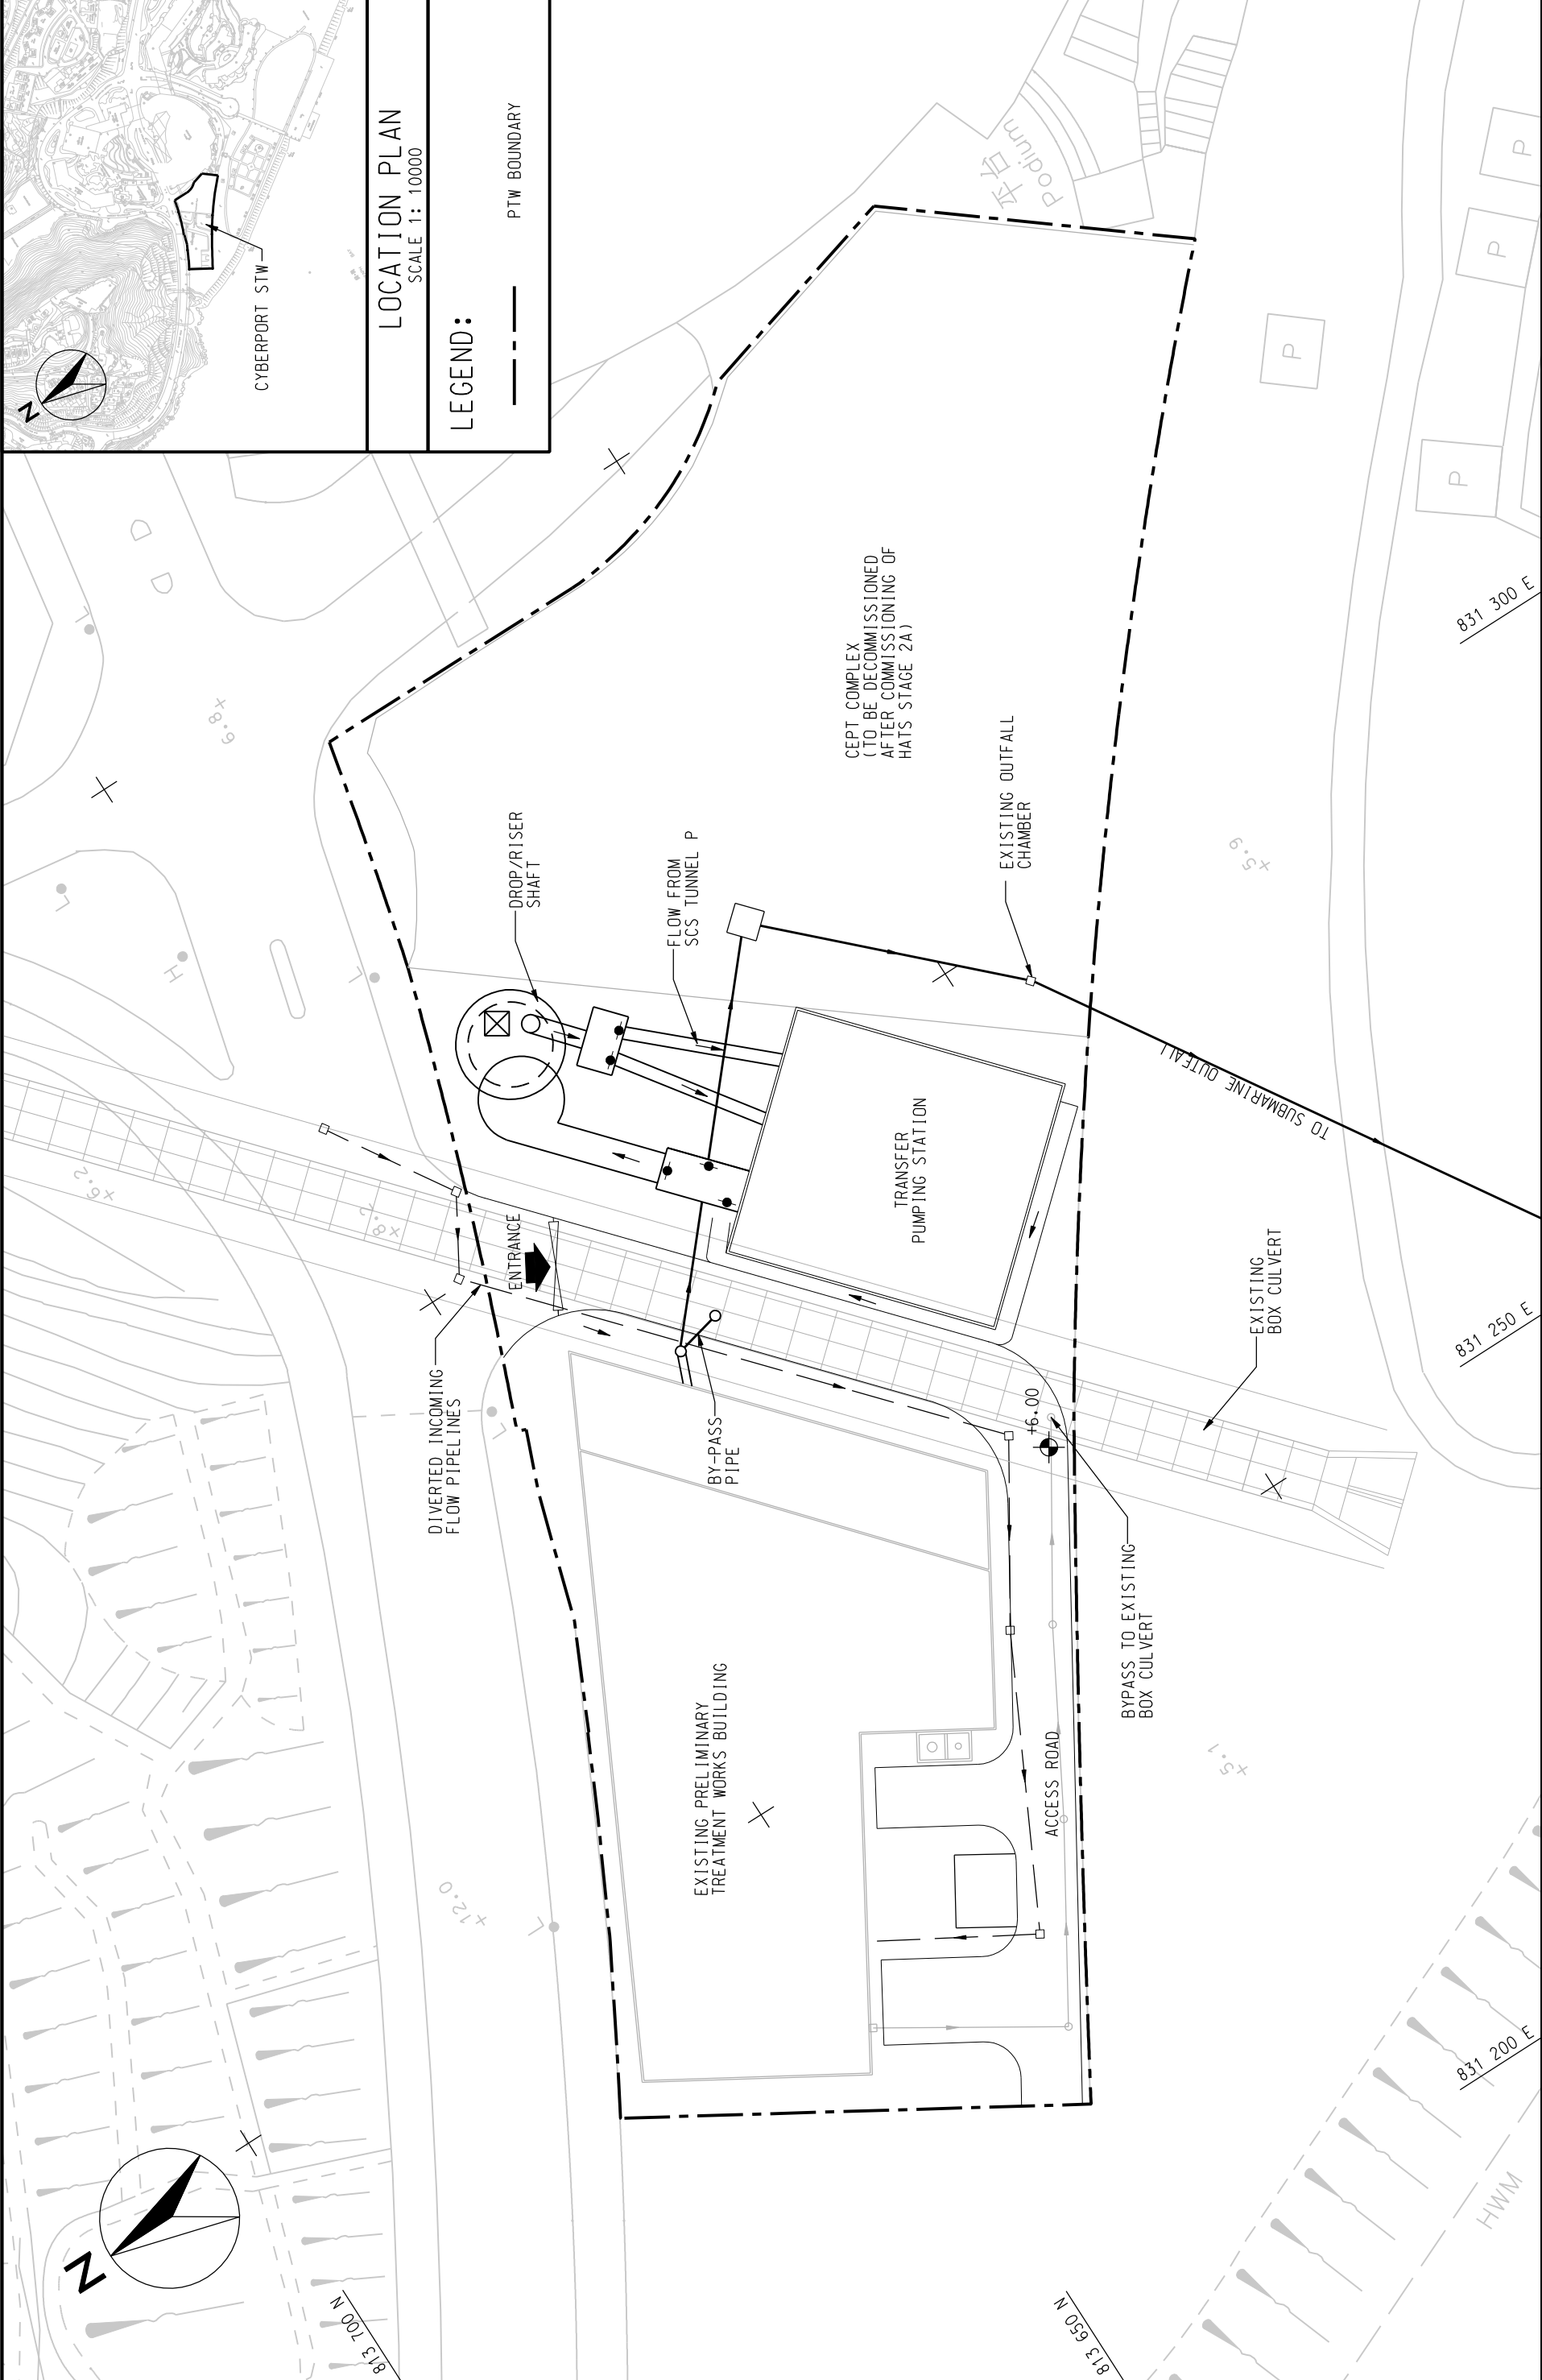 N
CYBERPORT STW
LOCATION PLAN
SCALE 1: 10000
LEGEND:
PTW BOUNDARY
平台
Podium
P
P
P
P
L
+6.8
L
H
L
DROP/RISER
SHAFT
FLOW FROM
SCS TUNNEL P
CEPT COMPLEX
(TO BE DECOMMISSIONED
AFTER COMMISSIONING OF
HATS STAGE 2A)
EXISTING OUTFALL
CHAMBER
+5.9
831 300 E
+6.2
+8.2
ENTRANCE
TRANSFER
PUMPING STATION
TO SUBMARINE OUTFALL
DIVERTED INCOMING
FLOW PIPELINES
L
BY-PASS
PIPE
+6.00
EXISTING
BOX CULVERT
831 250 E
BYPASS TO EXISTING
BOX CULVERT
EXISTING PRELIMINARY
TREATMENT WORKS BUILDING
ACCESS ROAD
+5.1
+12.0
L
831 200 E
HWM
N
813 700 N
813 650 N